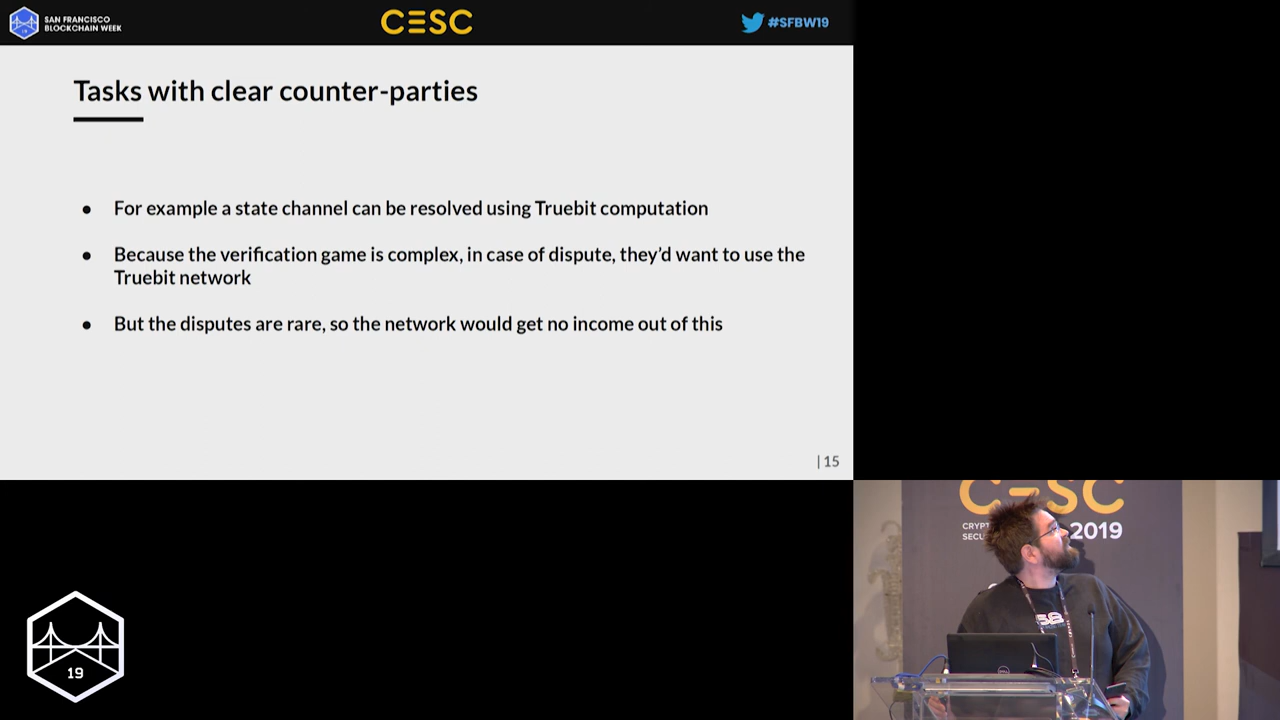 SAN FRANCISCO
BLOCKCHAIN WEEK
19
CESC
#SFBW19
Tasks with clear counter-parties
● For example a state channel can be resolved using Truebit computation
● Because the verification game is complex, in case of dispute, they'd want to use the
Truebit network
● But the disputes are rare, so the network would get no income out of this
| 15
CESC
CRYPT
SECU
2019
DELL
19